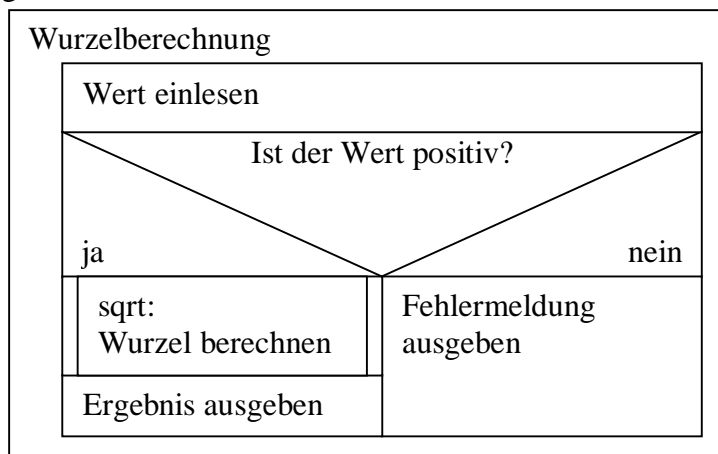 Wurzelberechnung
Wert einlesen
Ist der Wert positiv?
ja
nein
sqrt:
Wurzel berechnen
Fehlermeldung
ausgeben
Ergebnis ausgeben